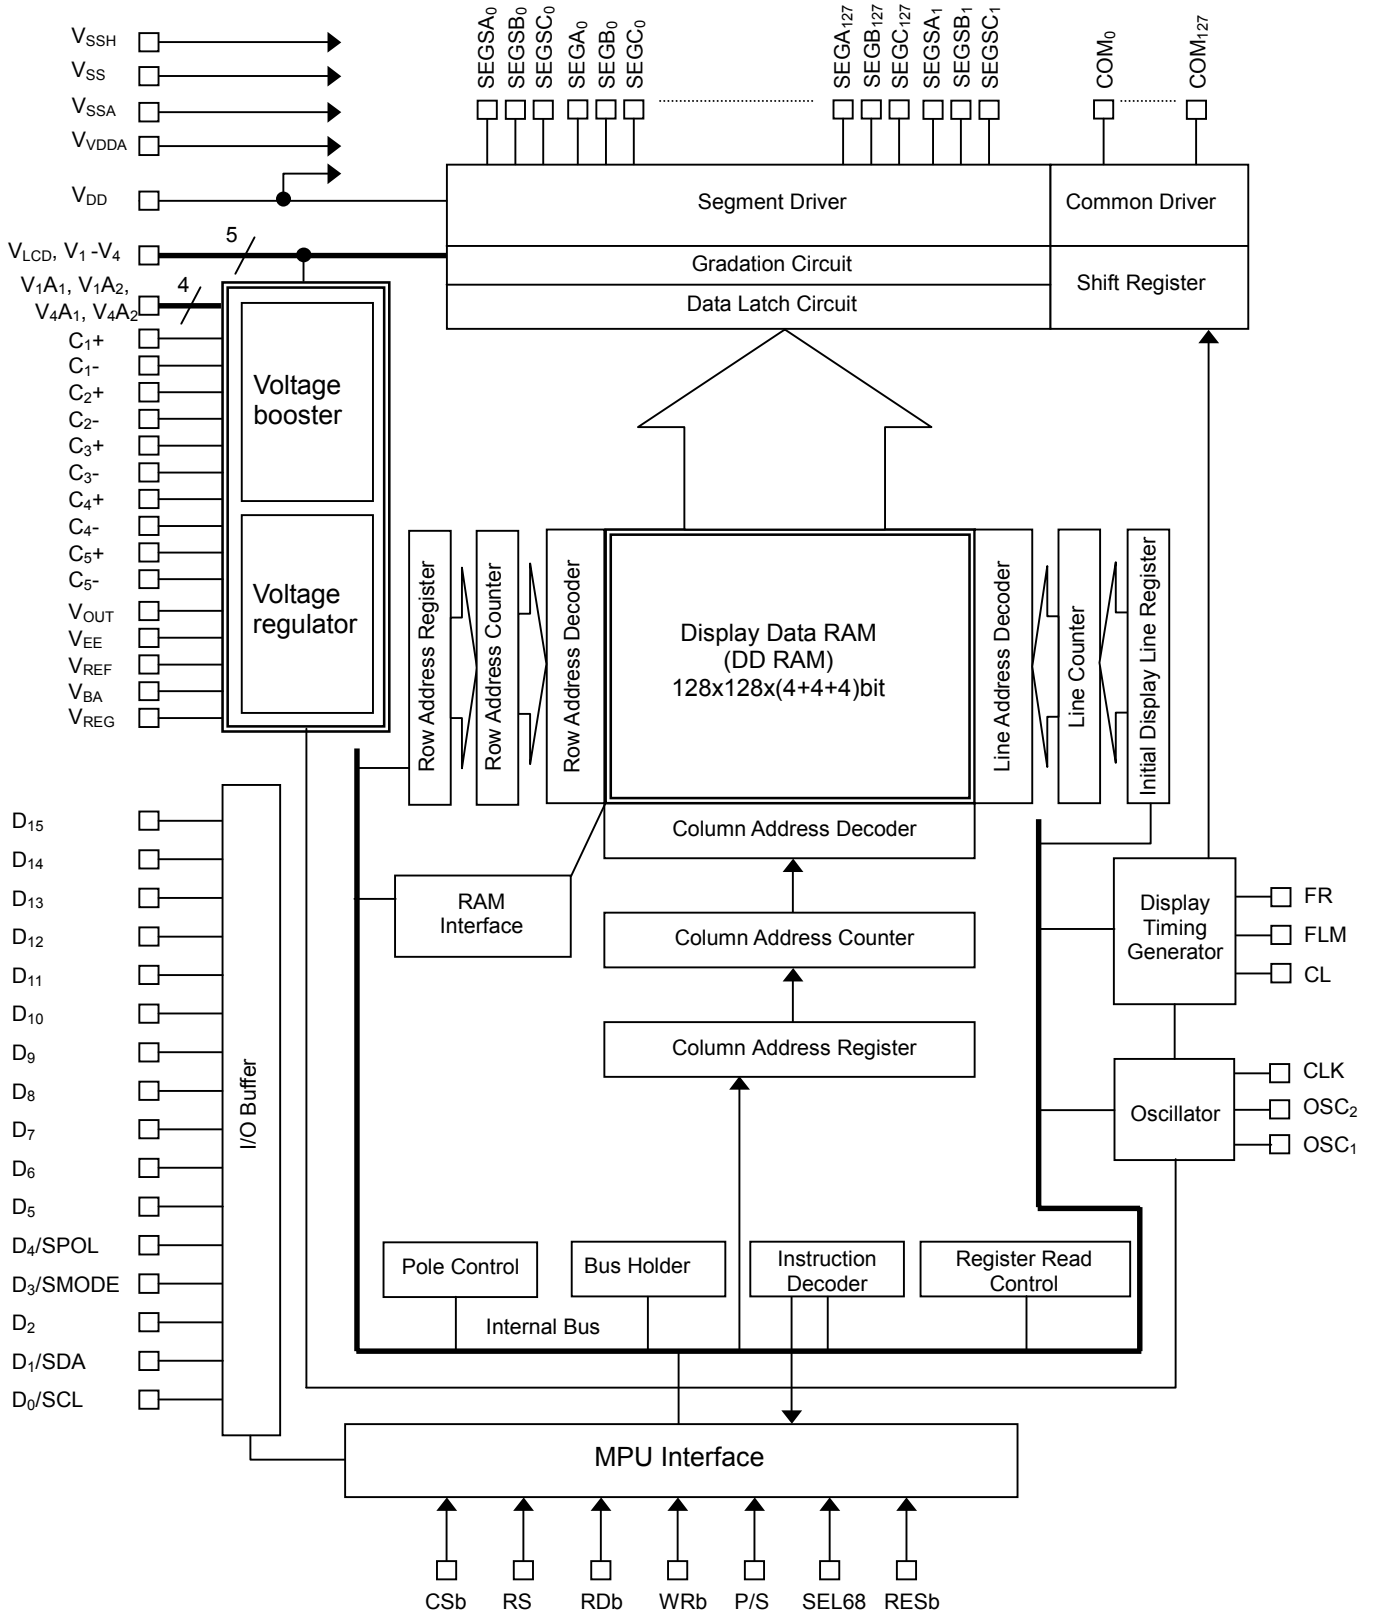 SEGSA0 SEGSB0 SEGSC0 SEGA0 SEGB0 SEGC0 SEGA127 SEGB127 SEGC127 SEGSA1 SEGSB1 SEGSC1 COM0 COM127
VSSH
VSS
VSSA
VVDDA
VDD
Segment Driver
Common Driver
VLCD, V1 -V4
5
Gradation Circuit
Shift Register
Data Latch Circuit
V1A1, V1A2,
V4A1, V4A2
4
C1+
C1-
C2+
C2-
C3+
C3-
C4+
C4-
C5+
C5-
VOUT
VEE
VREF
VBA
VREG
Voltage
booster
Voltage
regulator
Row Address Register
Row Address Counter
Row Address Decoder
Display Data RAM
(DD RAM)
128x128x(4+4+4)bit
Line Address Decoder
Line Counter
Initial Display Line Register
Column Address Decoder
RAM
Interface
Column Address Counter
Column Address Register
Display
Timing
Generator
FR
FLM
CL
Oscillator
CLK
OSC2
OSC1
D15
D14
D13
D12
D11
D10
D9
D8
D7
D6
D5
D4/SPOL
D3/SMODE
D2
D1/SDA
D0/SCL
I/O Buffer
Pole Control
Bus Holder
Instruction
Decoder
Register Read
Control
Internal Bus
MPU Interface
CSb RS RDb WRb P/S SEL68 RESb